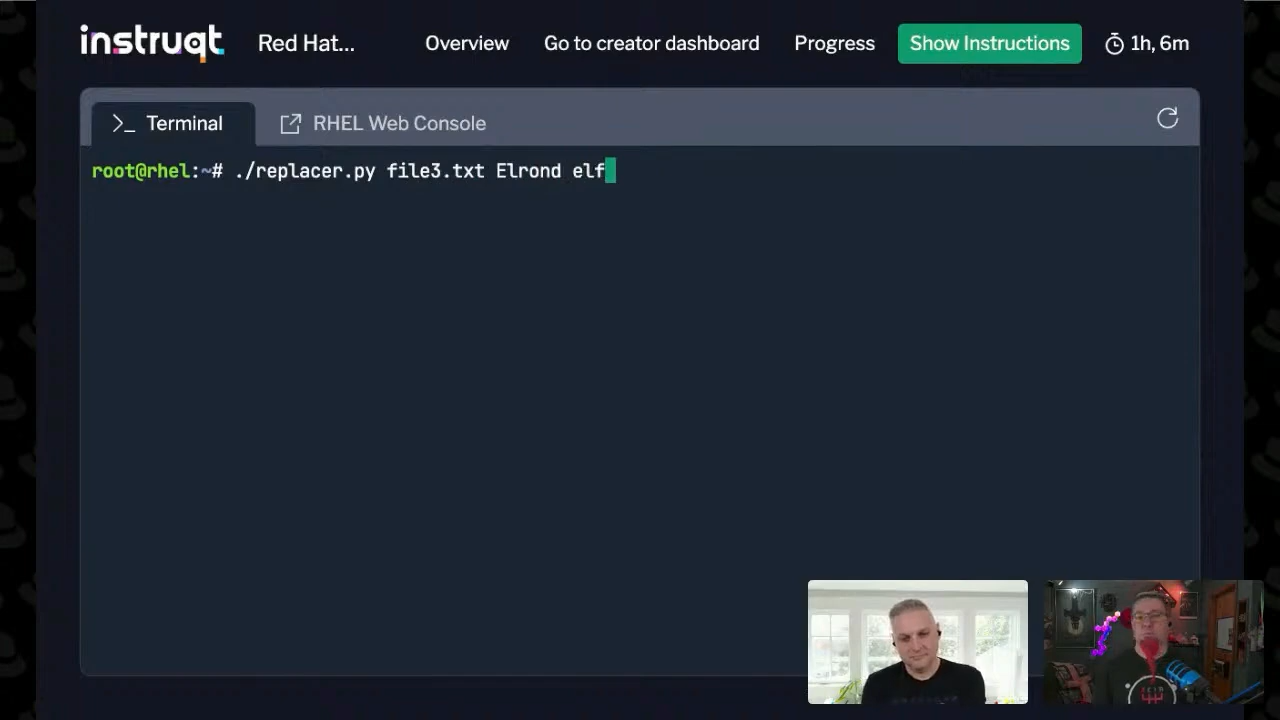 instruqt Red Hat... Overview Go to creator dashboard Progress Show Instructions 1h, 6m
>_ Terminal RHEL Web Console
root@rhel:~# ./replacer.py file3.txt Elrond elf